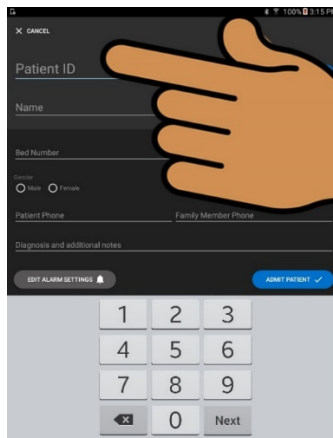 100% 3:15 PM
CANCEL
Patient ID
Name
Bed Number
Gender
Male Female
Patient Phone Family Member Phone
Diagnosis and additional notes
EDIT ALARM SETTINGS ADMIT PATIENT
1 2 3
4 5 6
7 8 9
0 Next